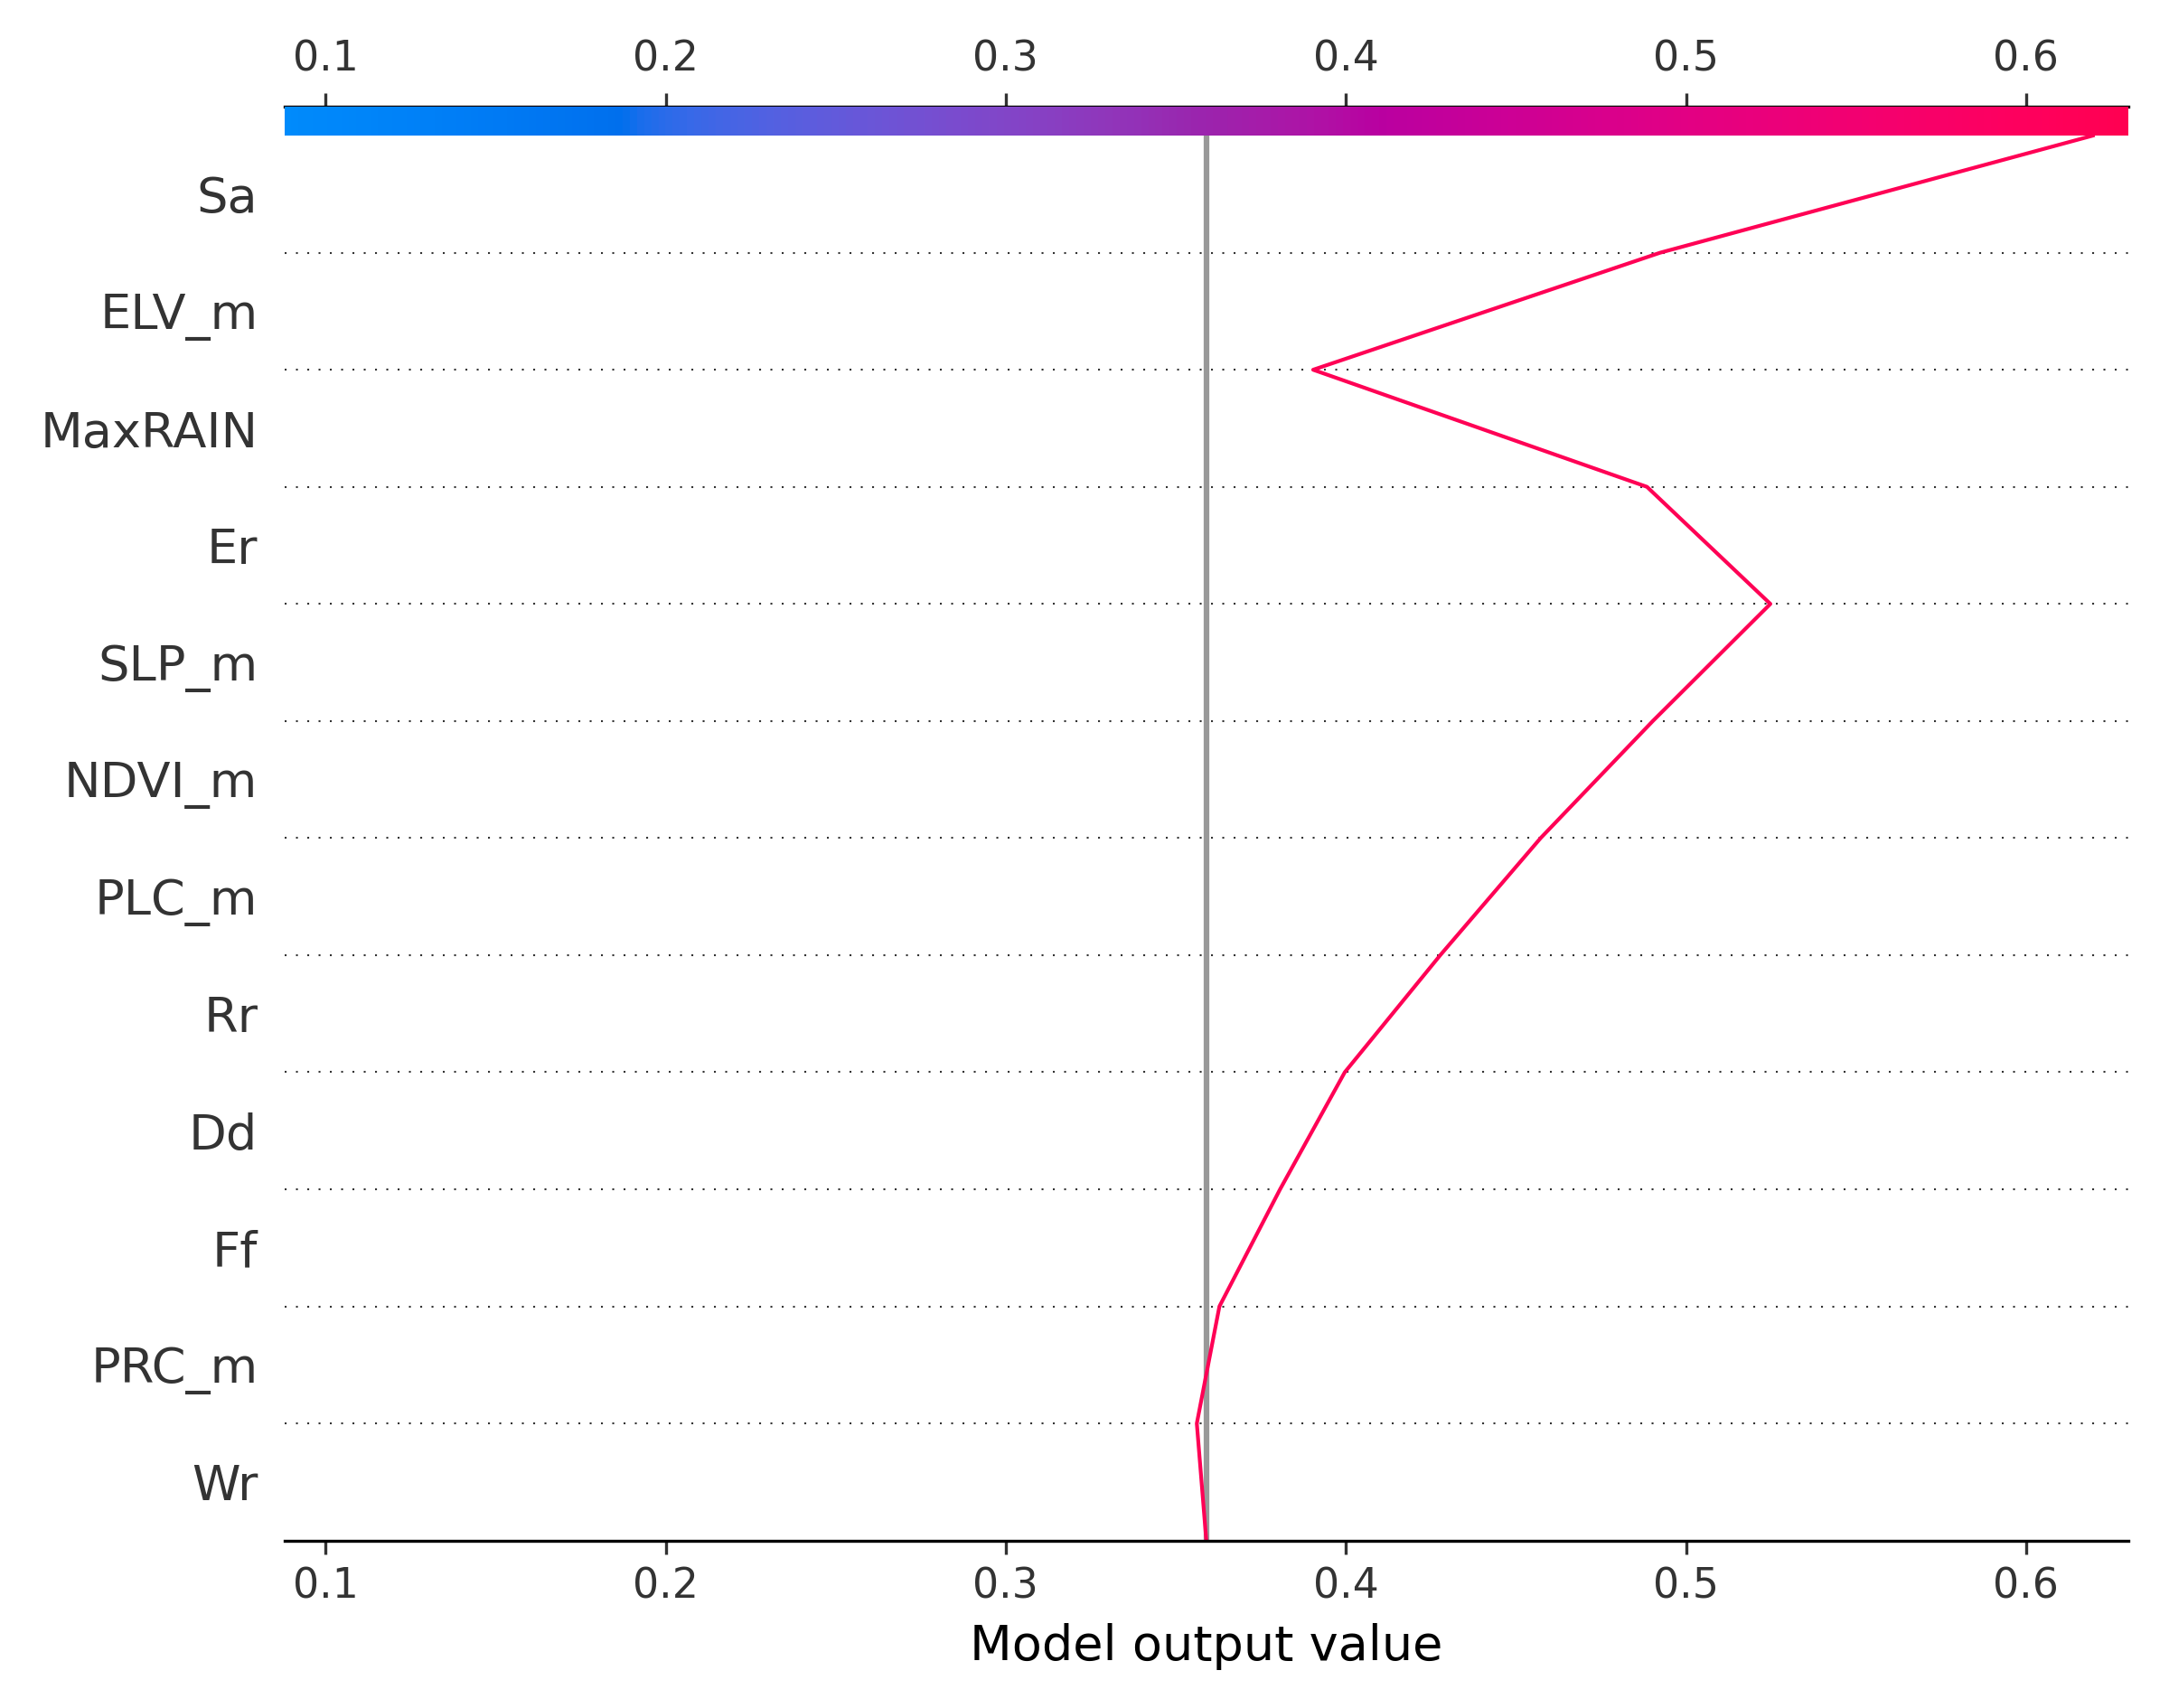 0.1 0.2 0.3 0.4 0.5 0.6
Sa
ELV_m
MaxRAIN
Er
SLP_m
NDVI_m
PLC_m
Rr
Dd
Ff
PRC_m
Wr
0.1 0.2 0.3 0.4 0.5 0.6
Model output value